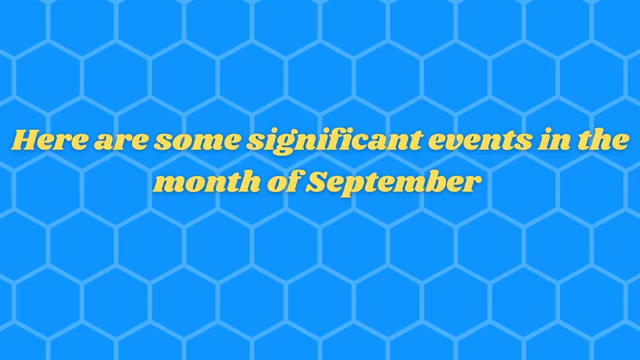 Here are some significant events in the
month of September